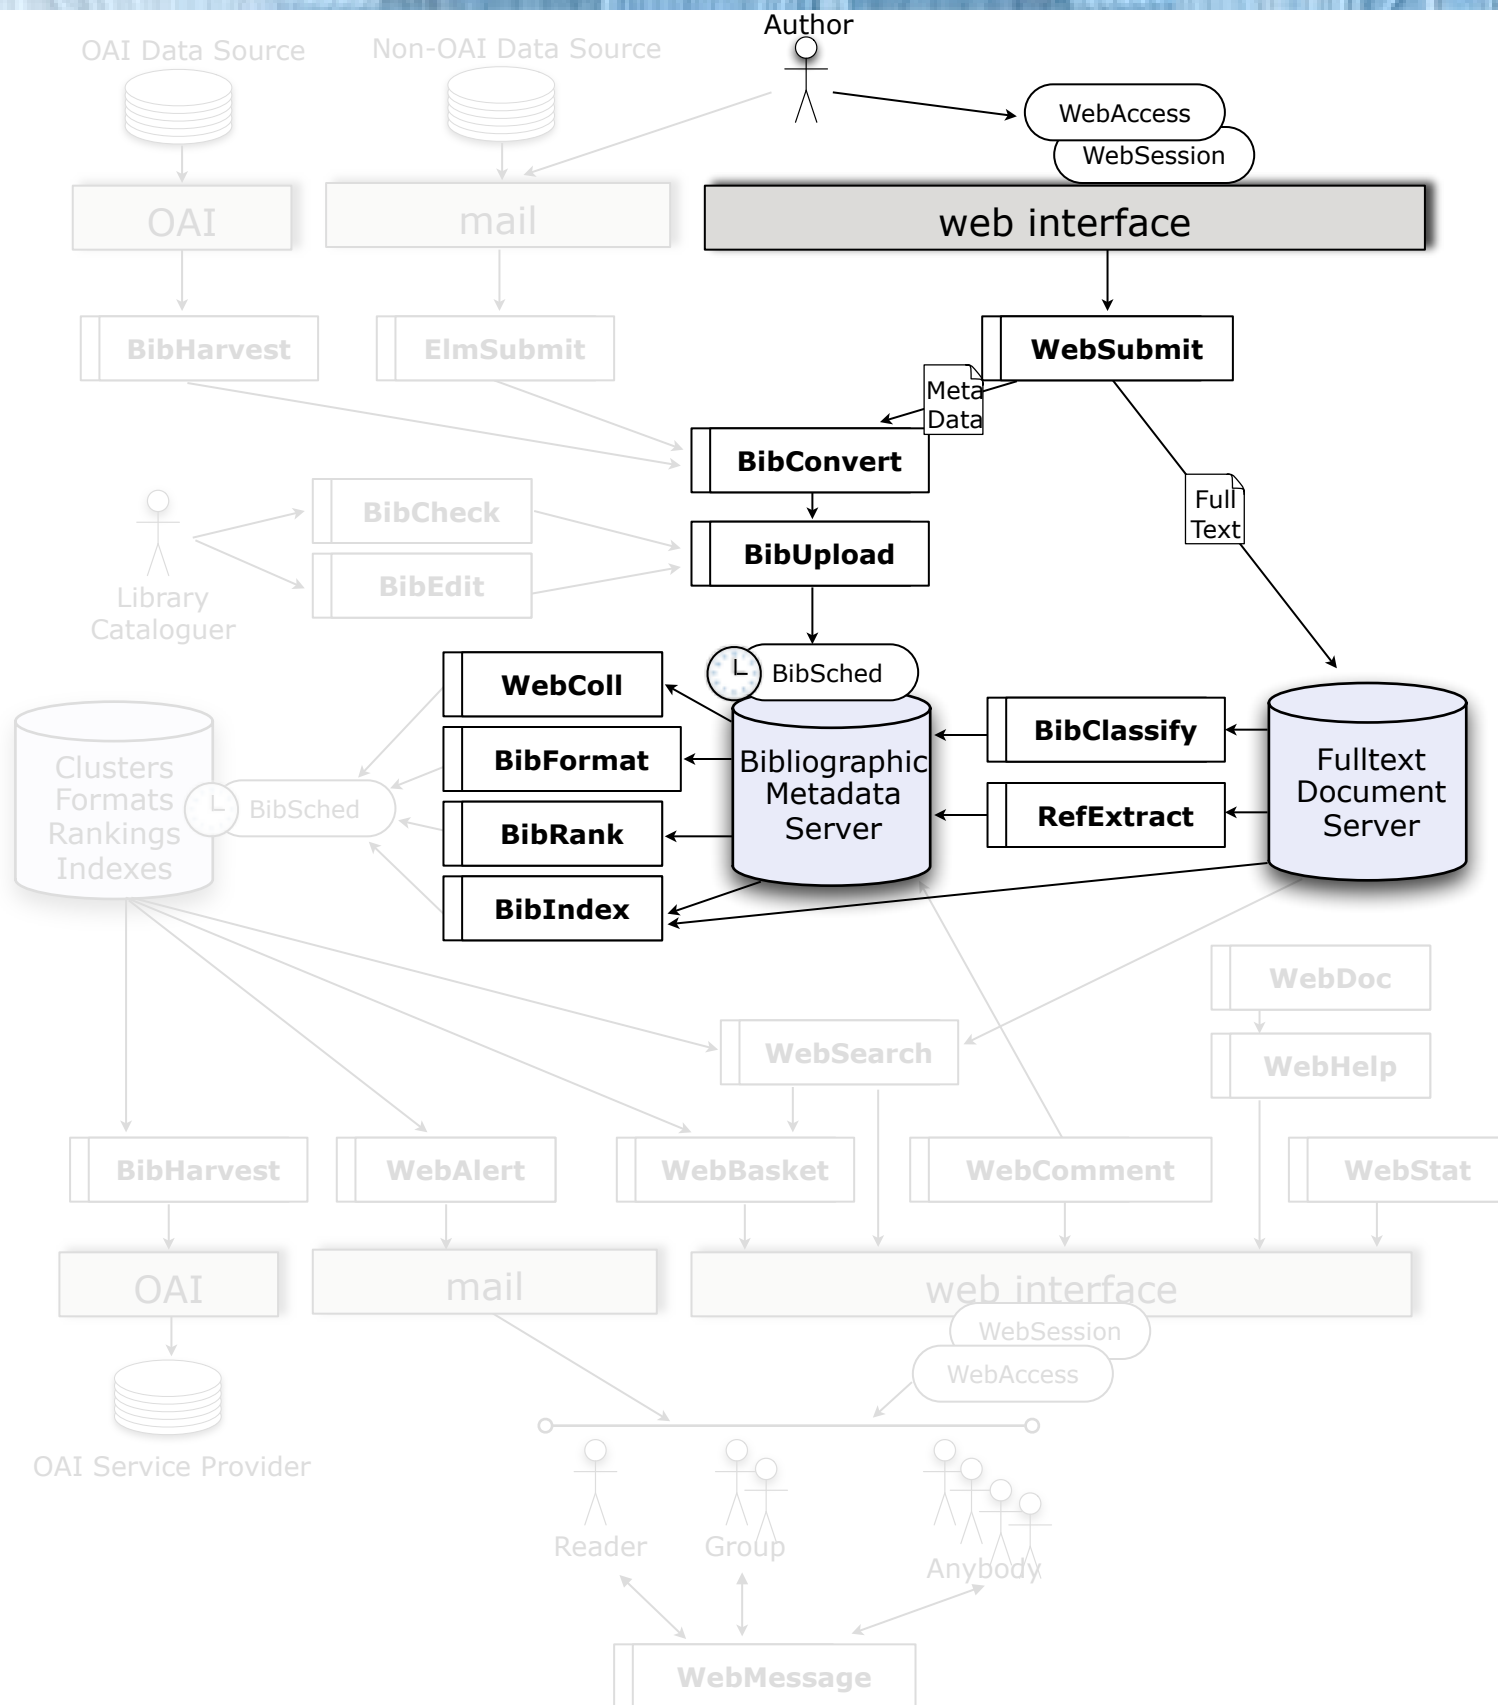 Author
OAI Data Source
Non-OAI Data Source
WebAccess
WebSession
OAI
mail
web interface
BibHarvest
ElmSubmit
WebSubmit
Meta
Data
BibConvert
Full
Text
BibCheck
BibUpload
BibEdit
Library
Cataloguer
BibSched
WebColl
BibClassify
Clusters
Formats
Rankings
Indexes
BibSched
BibFormat
Bibliographic
Metadata
Server
Fulltext
Document
Server
BibRank
RefExtract
BibIndex
WebDoc
WebSearch
WebHelp
BibHarvest
WebAlert
WebBasket
WebComment
WebStat
OAI
mail
web interface
WebSession
WebAccess
OAI Service Provider
Reader
Group
Anybody
WebMessage